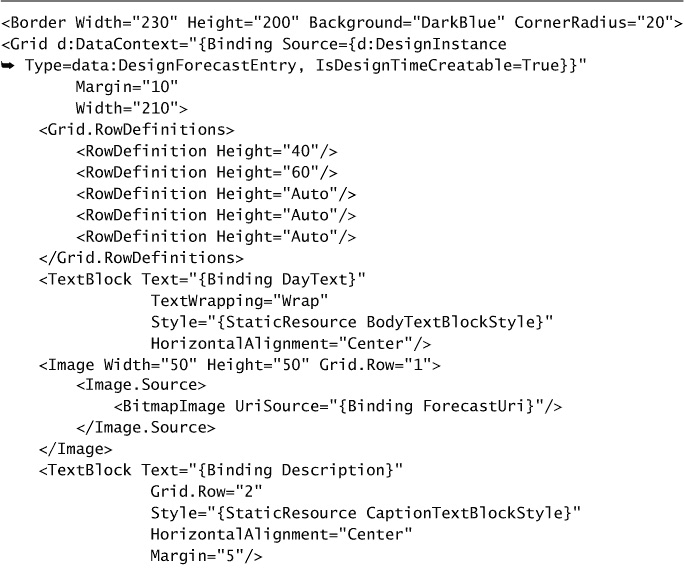 <Border Width="230" Height="200" Background="DarkBlue" CornerRadius="20">
<Grid d:DataContext="{Binding Source={d:DesignInstance
➥ Type=data:DesignForecastEntry, IsDesignTimeCreatable=True}}"
        Margin="10"
        Width="210">
    <Grid.RowDefinitions>
        <RowDefinition Height="40"/>
        <RowDefinition Height="60"/>
        <RowDefinition Height="Auto"/>
        <RowDefinition Height="Auto"/>
        <RowDefinition Height="Auto"/>
    </Grid.RowDefinitions>
    <TextBlock Text="{Binding DayText}"
                TextWrapping="Wrap"
                Style="{StaticResource BodyTextBlockStyle}"
                HorizontalAlignment="Center"/>
    <Image Width="50" Height="50" Grid.Row="1">
        <Image.Source>
            <BitmapImage UriSource="{Binding ForecastUri}"/>
        </Image.Source>
    </Image>
    <TextBlock Text="{Binding Description}"
                Grid.Row="2"
                Style="{StaticResource CaptionTextBlockStyle}"
                HorizontalAlignment="Center"
                Margin="5"/>